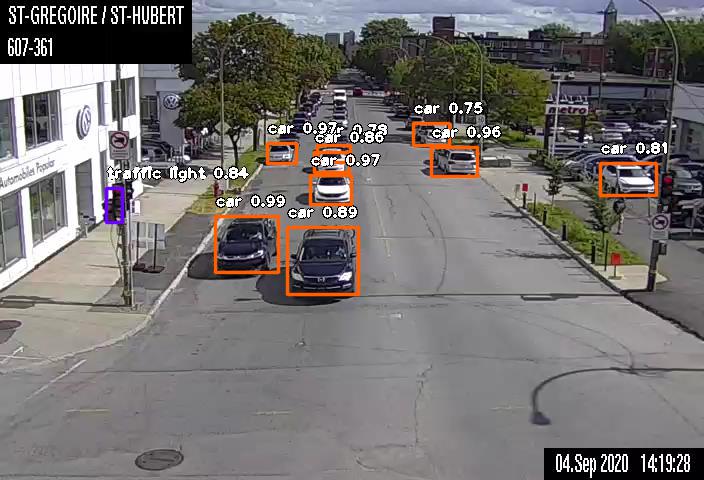 ST-GREGOIRE / ST-HUBERT
607-361
car 0.75
car 0.97
car 0.86
car 0.96
car 0.97
car 0.81
traffic light 0.84
car 0.99
car 0.89
Automobiles Popular
metro
04.Sep 2020 14:19:28